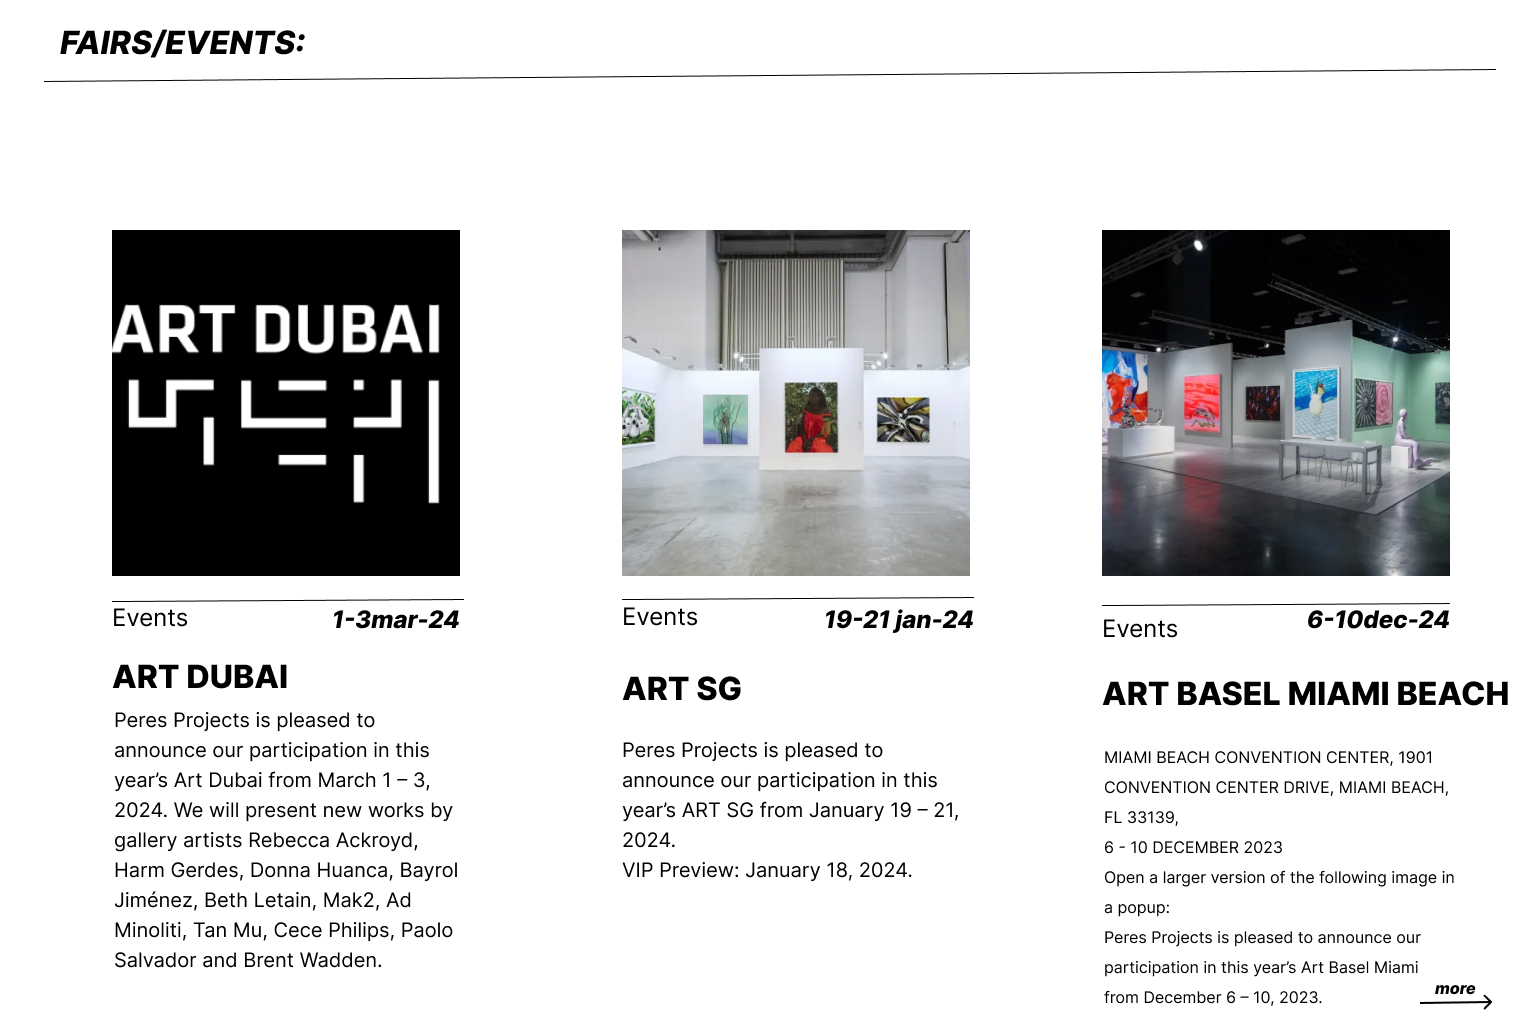 FAIRS/EVENTS:
ART DUBAI
Events
1-3mar-24
ART DUBAI
Peres Projects is pleased to
announce our participation in this
year’s Art Dubai from March 1 – 3,
2024. We will present new works by
gallery artists Rebecca Ackroyd,
Harm Gerdes, Donna Huanca, Bayrol
Jiménez, Beth Letain, Mak2, Ad
Minoliti, Tan Mu, Cece Philips, Paolo
Salvador and Brent Wadden.
Events
19-21 jan-24
ART SG
Peres Projects is pleased to
announce our participation in this
year’s ART SG from January 19 – 21,
2024.
VIP Preview: January 18, 2024.
Events
6-10dec-24
ART BASEL MIAMI BEACH
MIAMI BEACH CONVENTION CENTER, 1901
CONVENTION CENTER DRIVE, MIAMI BEACH,
FL 33139,
6 - 10 DECEMBER 2023
Open a larger version of the following image in
a popup:
Peres Projects is pleased to announce our
participation in this year’s Art Basel Miami
from December 6 – 10, 2023.
more